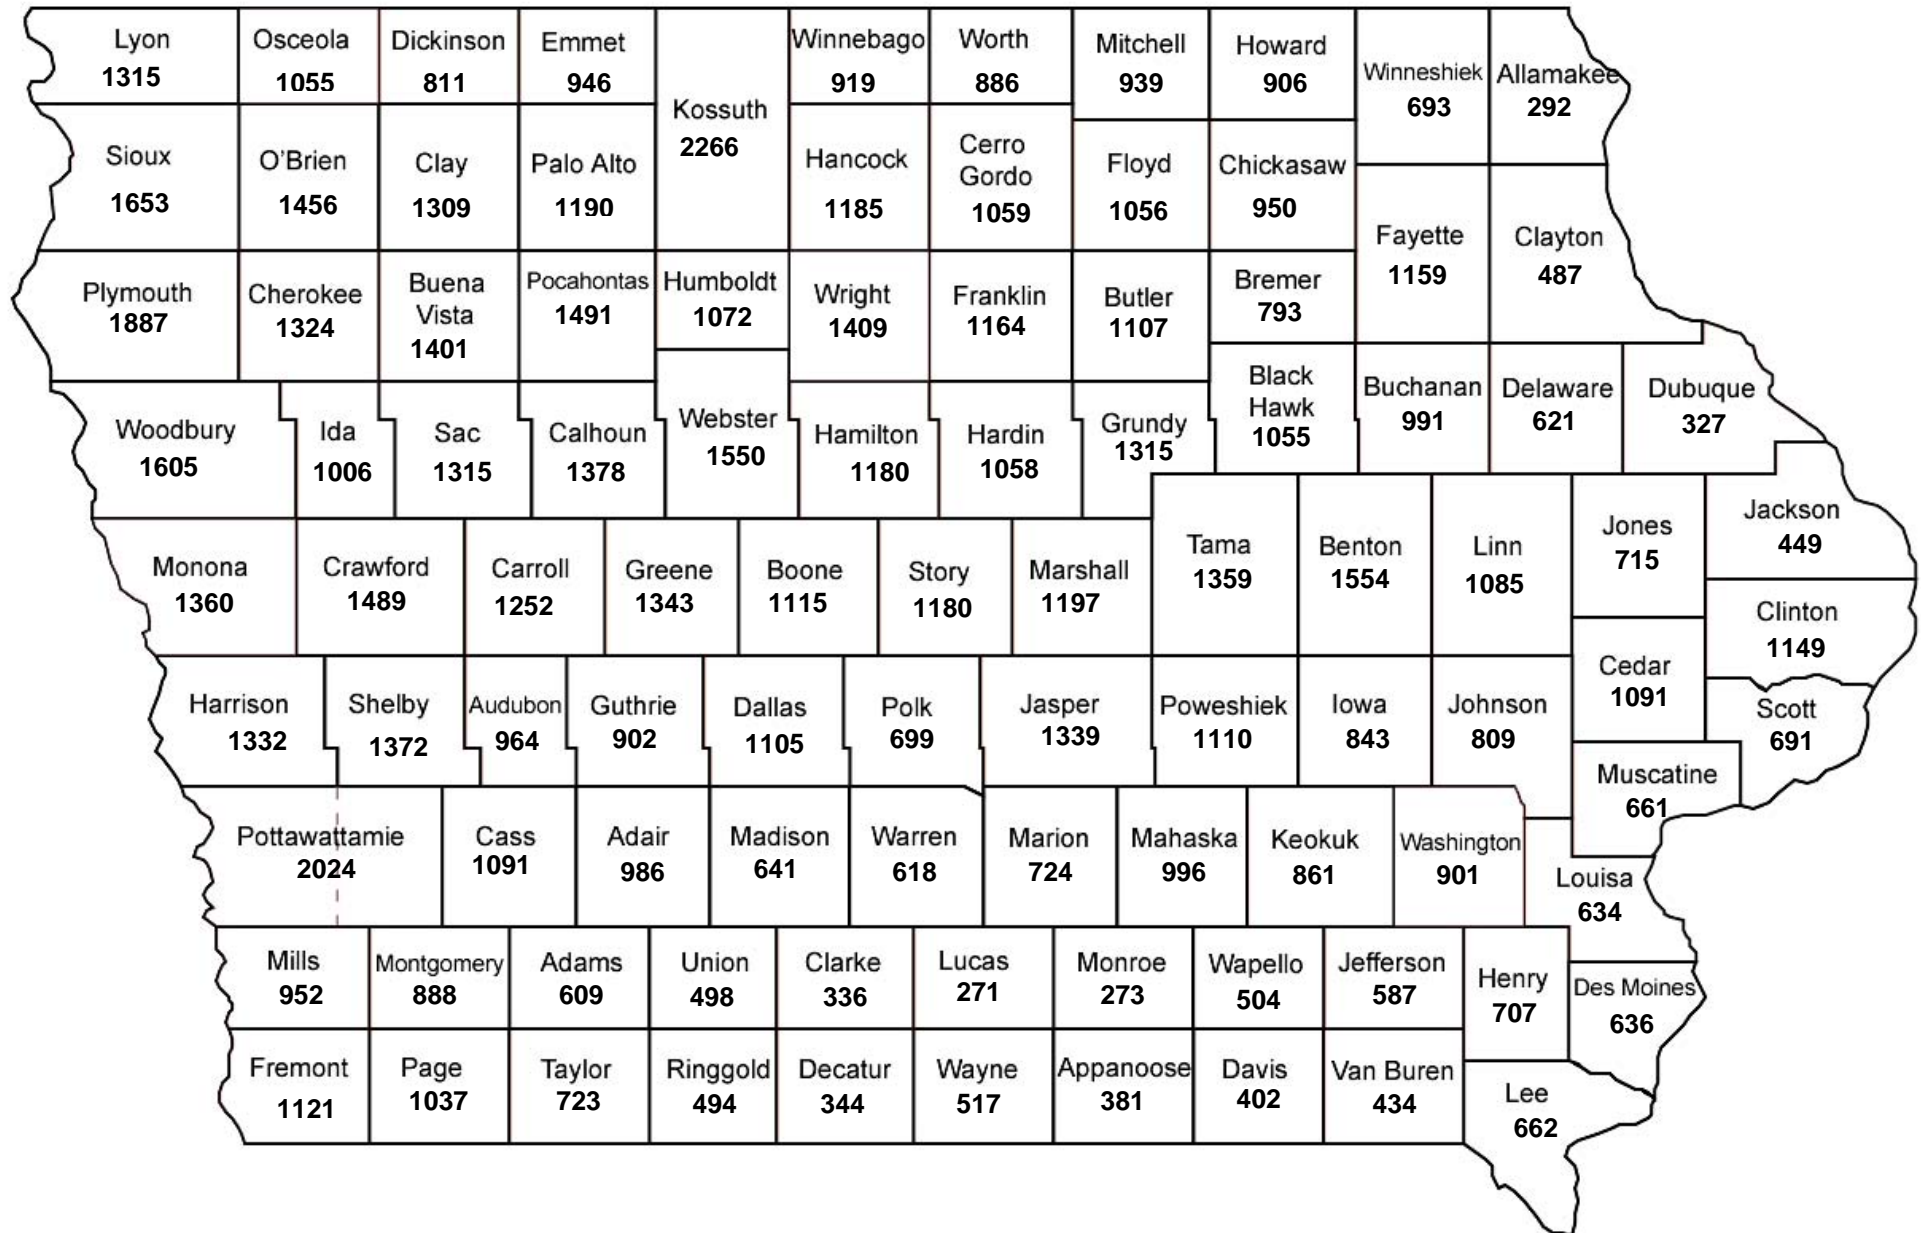 Lyon
1315
Osceola
1055
Dickinson
811
Emmet
946
Kossuth
2266
Winnebago
919
Worth
886
Mitchell
939
Howard
906
Winneshiek
693
Allamakee
292
Sioux
1653
O'Brien
1456
Clay
1309
Palo Alto
1190
Hancock
1185
Cerro
Gordo
1059
Floyd
1056
Chickasaw
950
Fayette
1159
Clayton
487
Plymouth
1887
Cherokee
1324
Buena
Vista
1401
Pocahontas
1491
Humboldt
1072
Wright
1409
Franklin
1164
Butler
1107
Bremer
793
Woodbury
1605
Ida
1006
Sac
1315
Calhoun
1378
Webster
1550
Hamilton
1180
Hardin
1058
Grundy
1315
Black
Hawk
1055
Buchanan
991
Delaware
621
Dubuque
327
Monona
1360
Crawford
1489
Carroll
1252
Greene
1343
Boone
1115
Story
1180
Marshall
1197
Tama
1359
Benton
1554
Linn
1085
Jones
715
Jackson
449
Clinton
1149
Harrison
1332
Shelby
1372
Audubon
964
Guthrie
902
Dallas
1105
Polk
699
Jasper
1339
Poweshiek
1110
Iowa
843
Johnson
809
Cedar
1091
Scott
691
Muscatine
661
Pottawattamie
2024
Cass
1091
Adair
986
Madison
641
Warren
618
Marion
724
Mahaska
996
Keokuk
861
Washington
901
Louisa
634
Mills
952
Montgomery
888
Adams
609
Union
498
Clarke
336
Lucas
271
Monroe
273
Wapello
504
Jefferson
587
Henry
707
Des Moines
636
Fremont
1121
Page
1037
Taylor
723
Ringgold
494
Decatur
344
Wayne
517
Appanoose
381
Davis
402
Van Buren
434
Lee
662